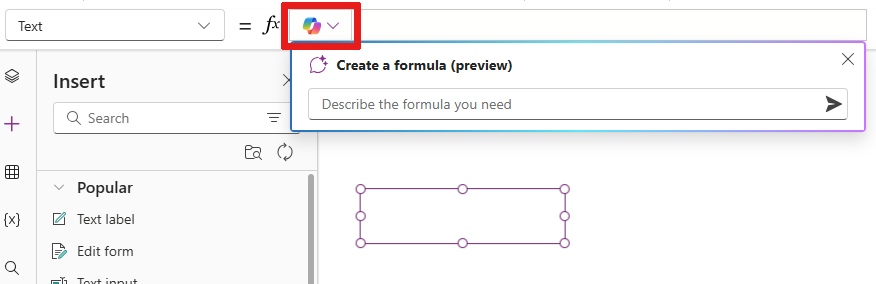 Text
= fx
Create a formula (preview)
Describe the formula you need
Insert
Search
Popular
Text label
{x}
Edit form
Text input